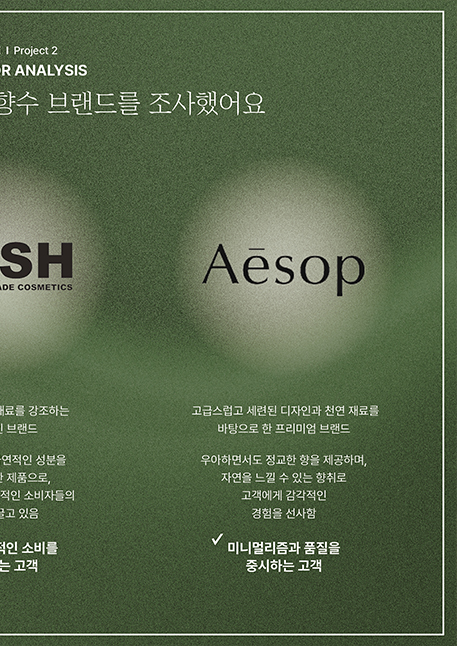 I Project 2
OR ANALYSIS
향수 브랜드를 조사했어요
SH
ADE COSMETICS
Aēsop
재료를 강조하는
브랜드
고급스럽고 세련된 디자인과 천연 재료를
바탕으로 한 프리미엄 브랜드
자연적인 성분을
한 제품으로,
적인 소비자들의
끌고 있음
우아하면서도 정교한 향을 제공하며,
자연을 느낄 수 있는 향취로
고객에게 감각적인
경험을 선사함
적인 소비를
는 고객
미니멀리즘과 품질을
중시하는 고객